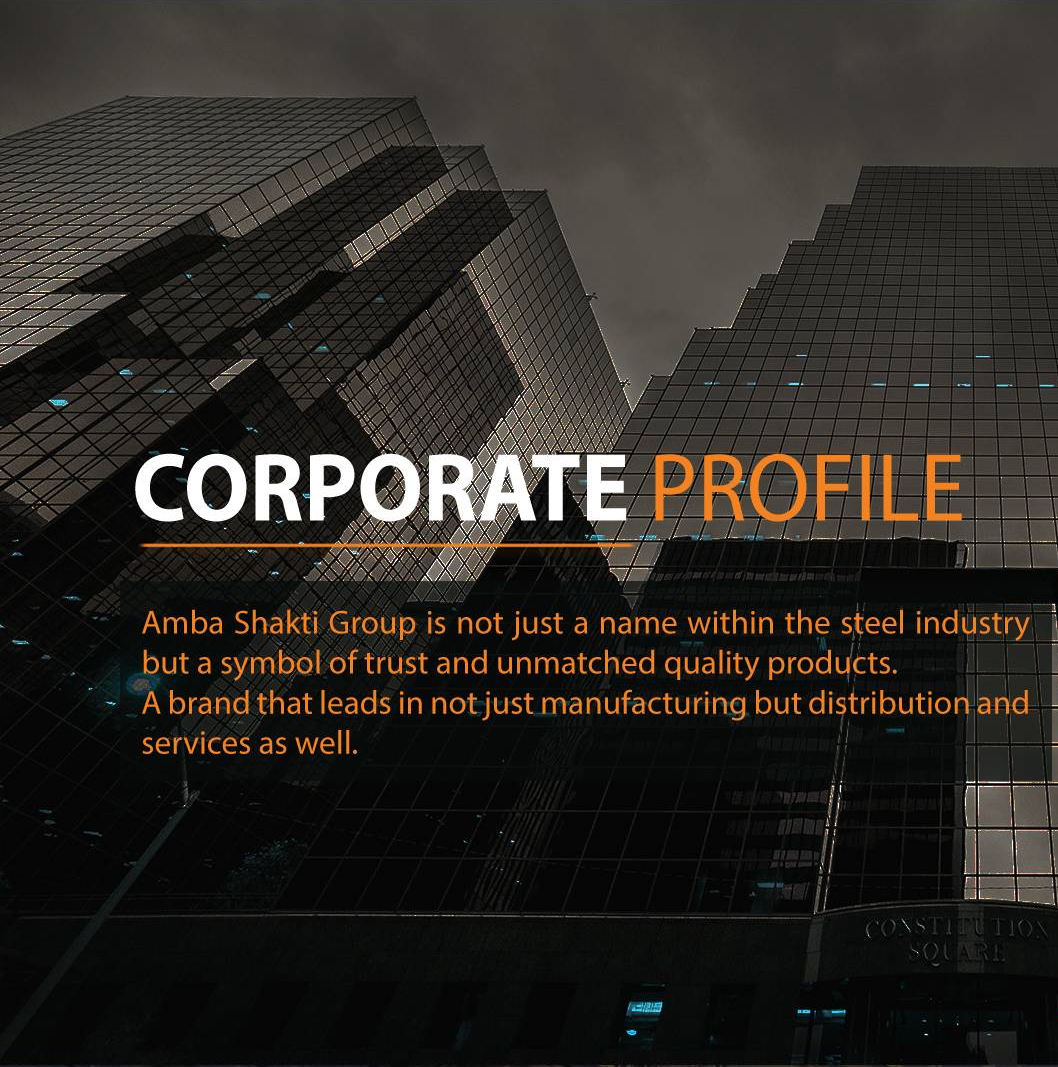 CORPORATE PROFILE
Amba Shakti Group is not just a name within the steel industry
but a symbol of trust and unmatched quality products.
A brand that leads in not just manufacturing but distribution and
services as well.
CONSTITUTION
SQUARE